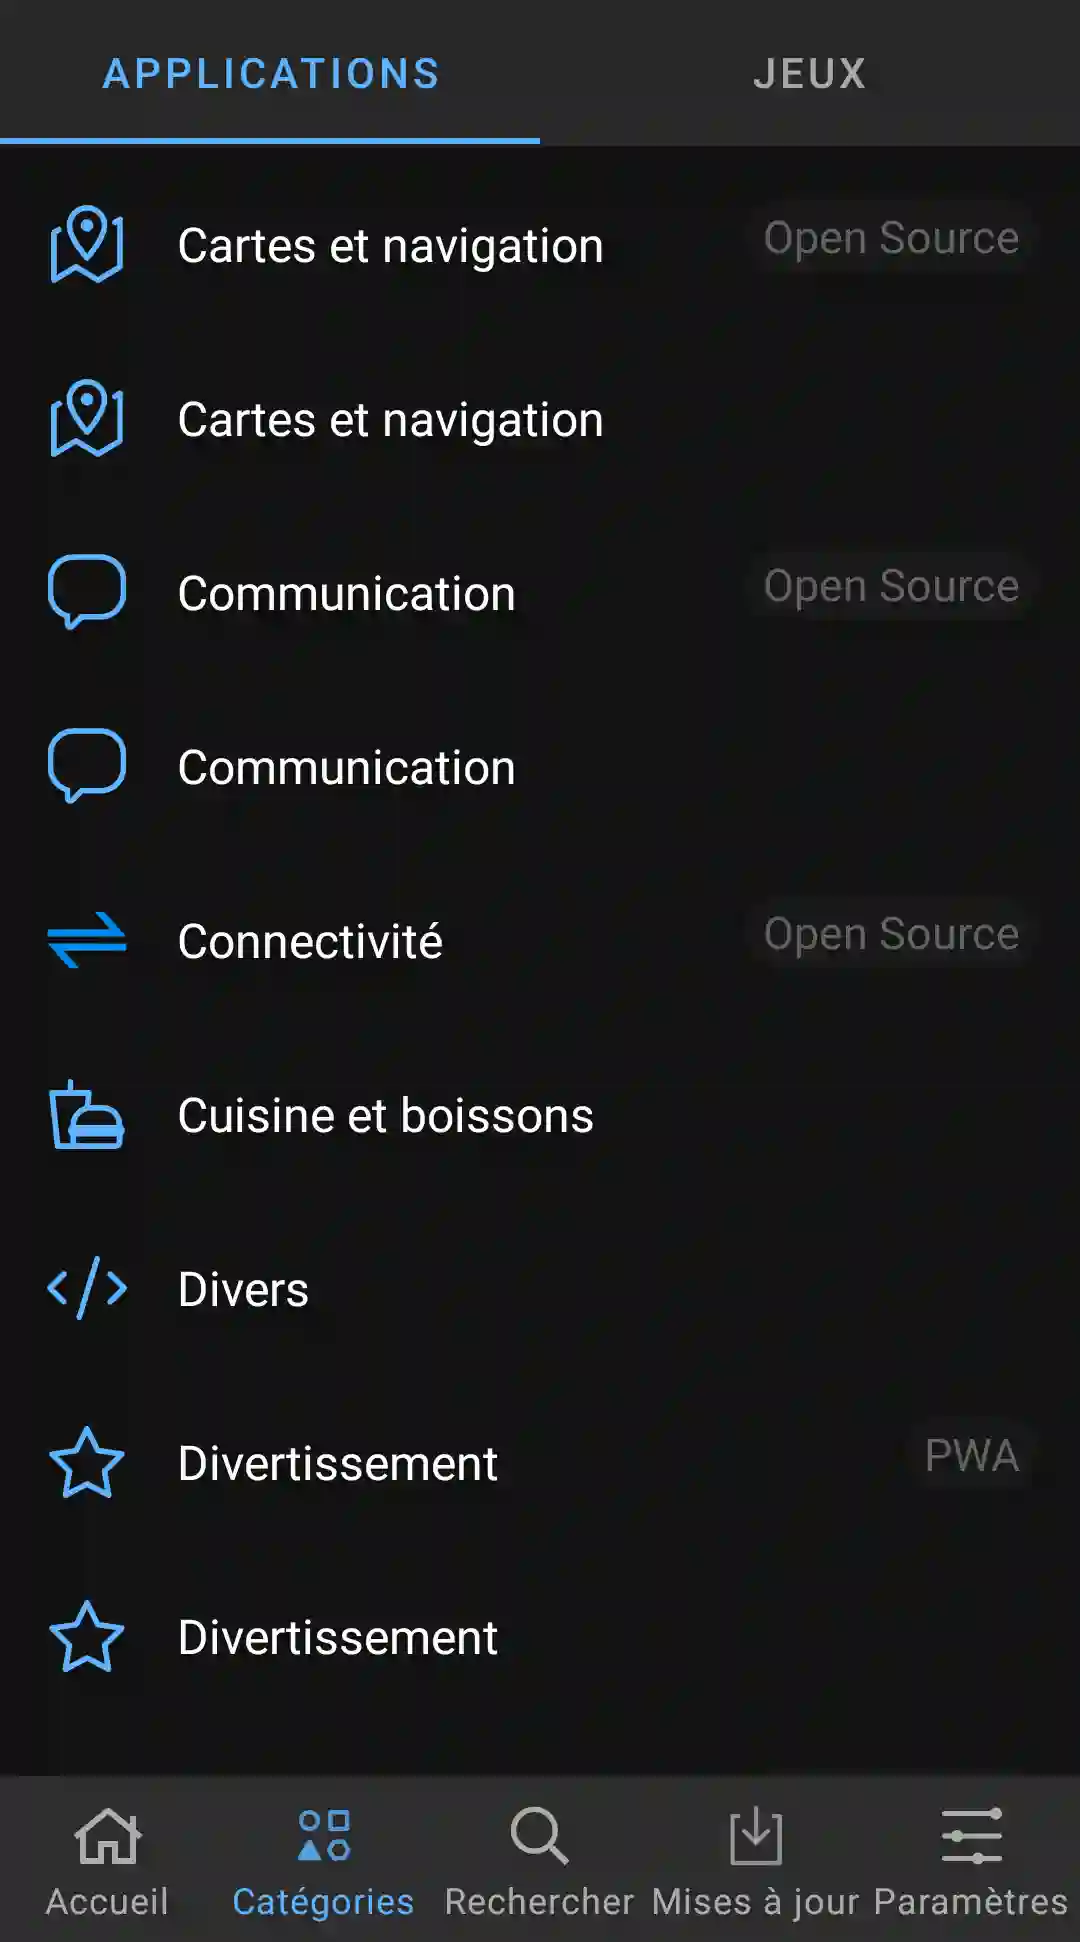 APPLICATIONS JEUX
Cartes et navigation Open Source
Cartes et navigation
Communication Open Source
Communication
Connectivité Open Source
Cuisine et boissons
Divers
Divertissement PWA
Divertissement
Accueil Catégories Rechercher Mises à jour Paramètres